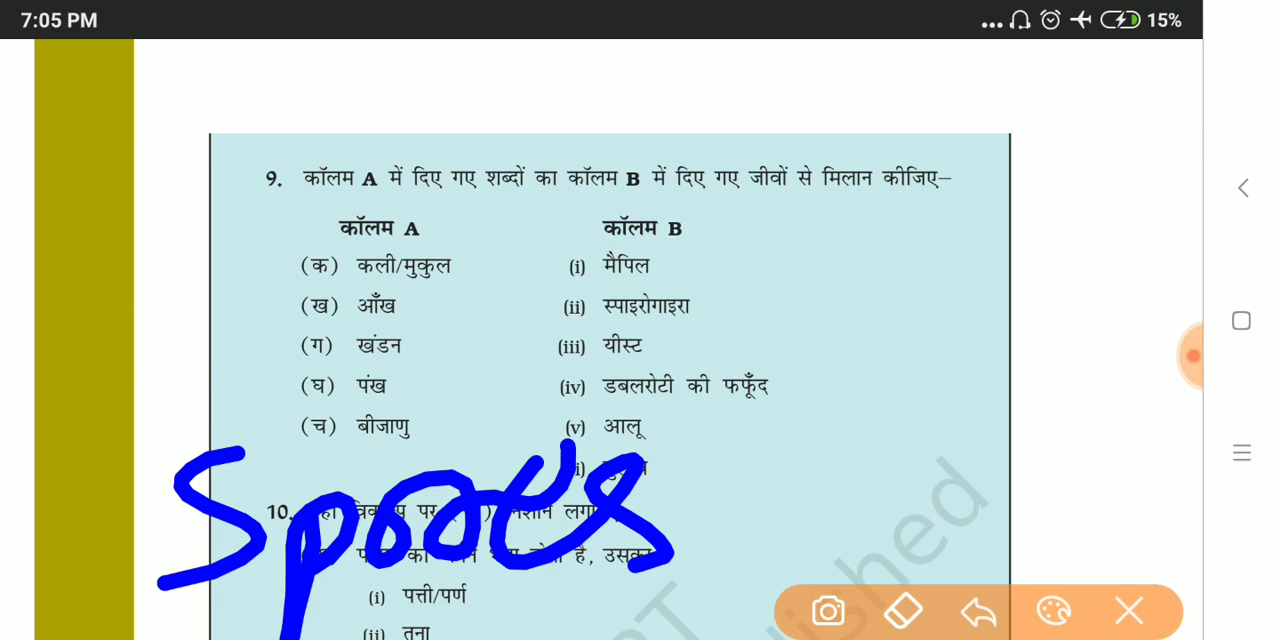 7:05 PM 15%
9. कॉलम A में दिए गए शब्दों का कॉलम B में दिए गए जीवों से मिलान कीजिए–
कॉलम A कॉलम B
(क) कली/मुकुल (i) मैपिल
(ख) आँख (ii) स्पाइरोगाइरा
(ग) खंडन (iii) यीस्ट
(घ) पंख (iv) डबलरोटी की फफूँद
(च) बीजाणु (v) आलू
Spores
10. पर निशान
का होता है, उसका
(i) पत्ती/पर्ण
(ii) तना